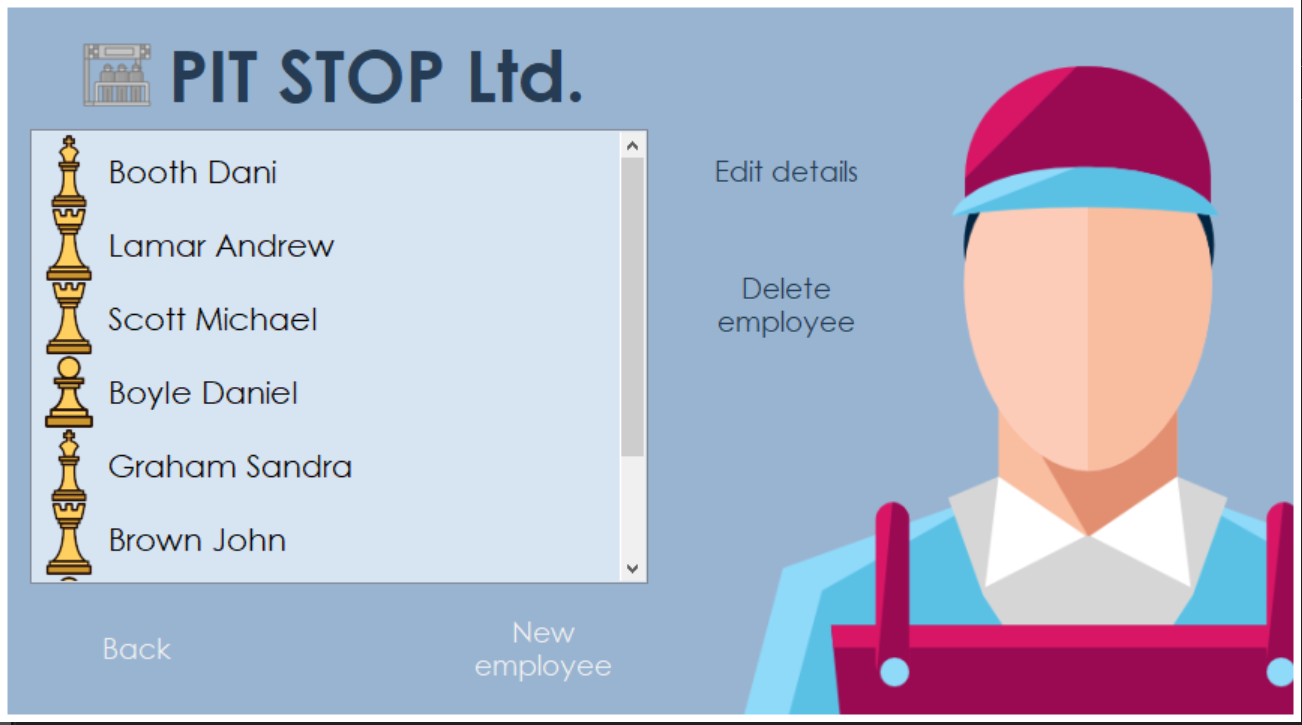 PIT STOP Ltd.
Booth Dani
Lamar Andrew
Scott Michael
Boyle Daniel
Graham Sandra
Brown John
Edit details
Delete
employee
Back
New
employee